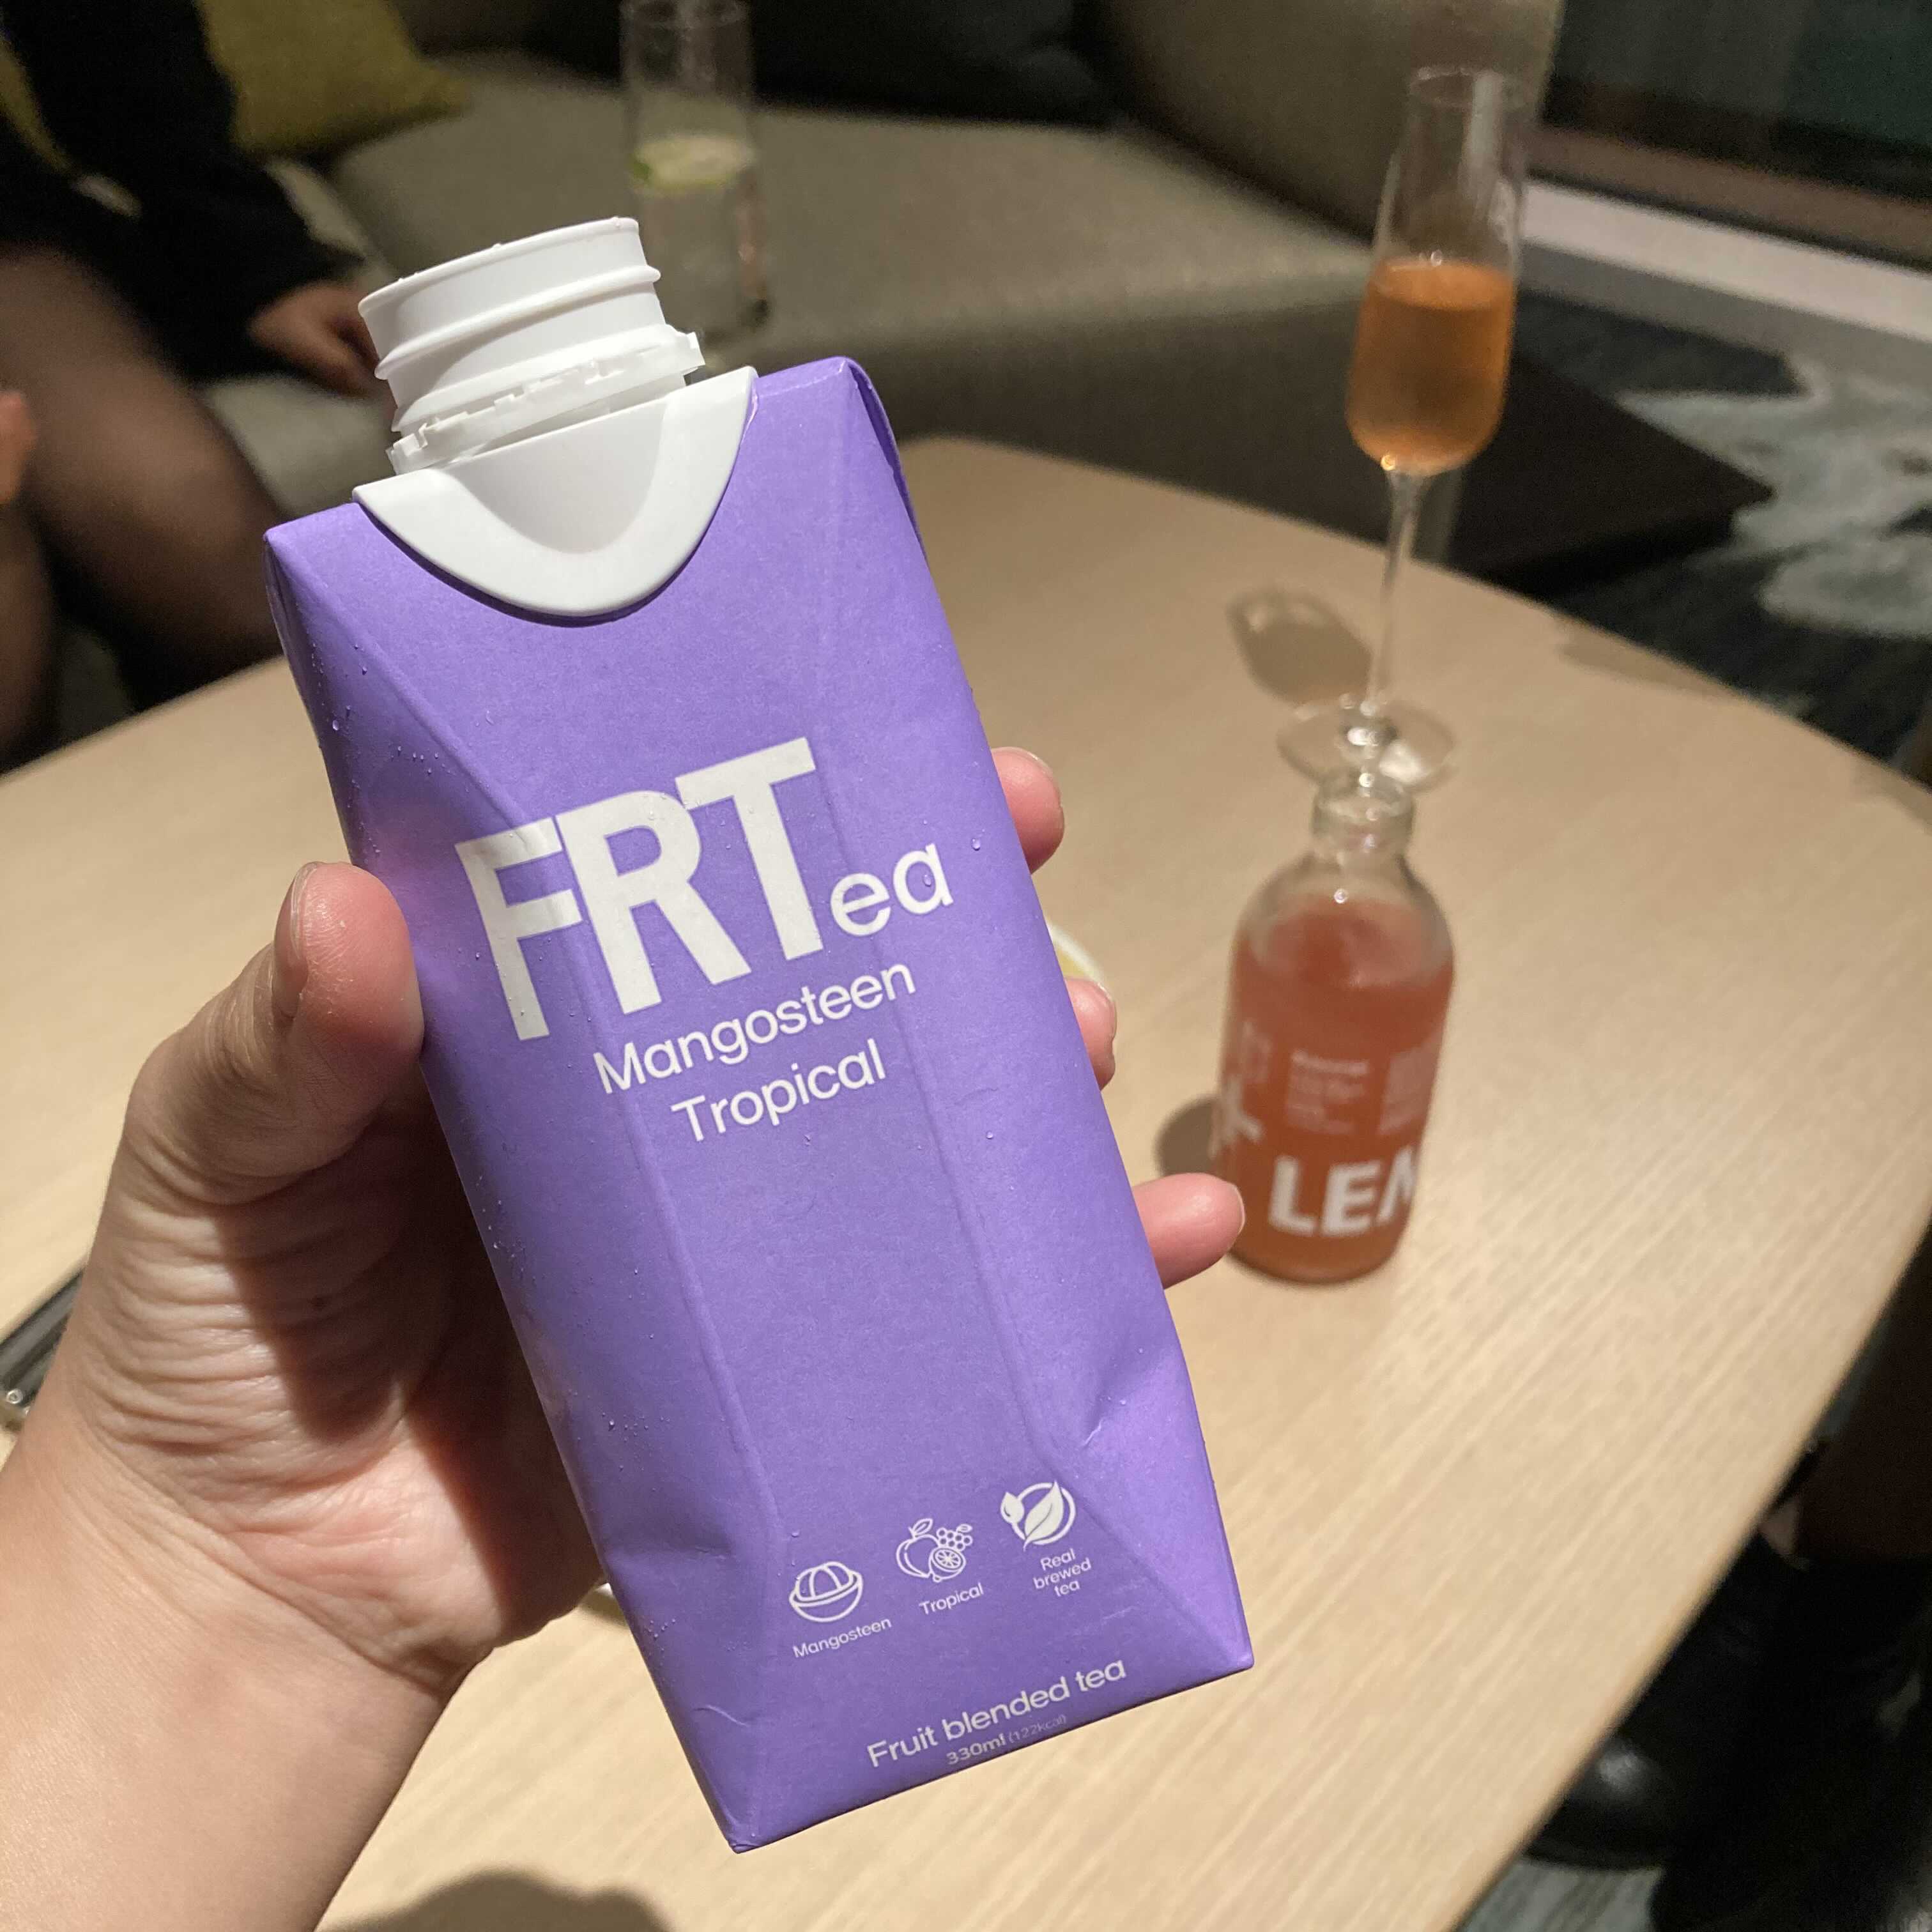 FRTea
Mangosteen
Tropical
Mangosteen
Tropical
Real
brewed
tea
Fruit blended tea
330ml (122kcal)
LEM